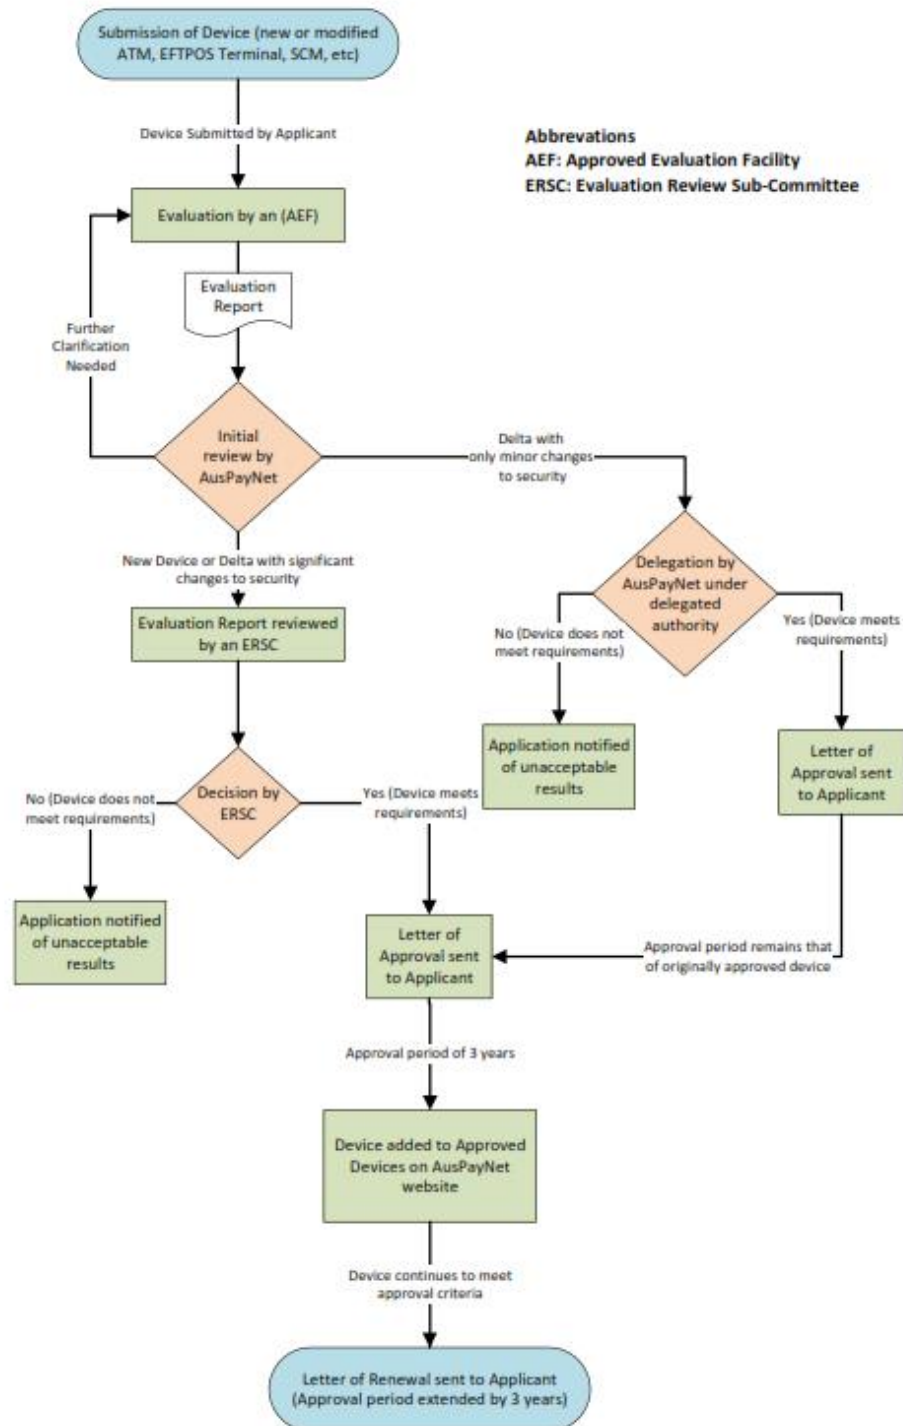 Submission of Device (new or modified
ATM, EFTPOS Terminal, SCM, etc)
Device Submitted by Applicant
Abbrevations
AEF: Approved Evaluation Facility
ERSC: Evaluation Review Sub-Committee
Evaluation by an (AEF)
Evaluation
Report
Further
Clarification
Needed
Initial
review by
AusPayNet
Delta with
only minor changes
to security
New Device or Delta with significant
changes to security
Delegation by
AusPayNet under
delegated
authority
No (Device does not
meet requirements)
Yes (Device meets
requirements)
Evaluation Report reviewed
by an ERSC
Application notified
of unacceptable
results
Letter of
Approval sent
to Applicant
Decision by
ERSC
No (Device does not
meet requirements)
Yes (Device meets
requirements)
Application notified
of unacceptable
results
Letter of
Approval sent
to Applicant
Approval period remains that
of originally approved device
Approval period of 3 years
Device added to Approved
Devices on AusPayNet
website
Device continues to meet
approval criteria
Letter of Renewal sent to Applicant
(Approval period extended by 3 years)